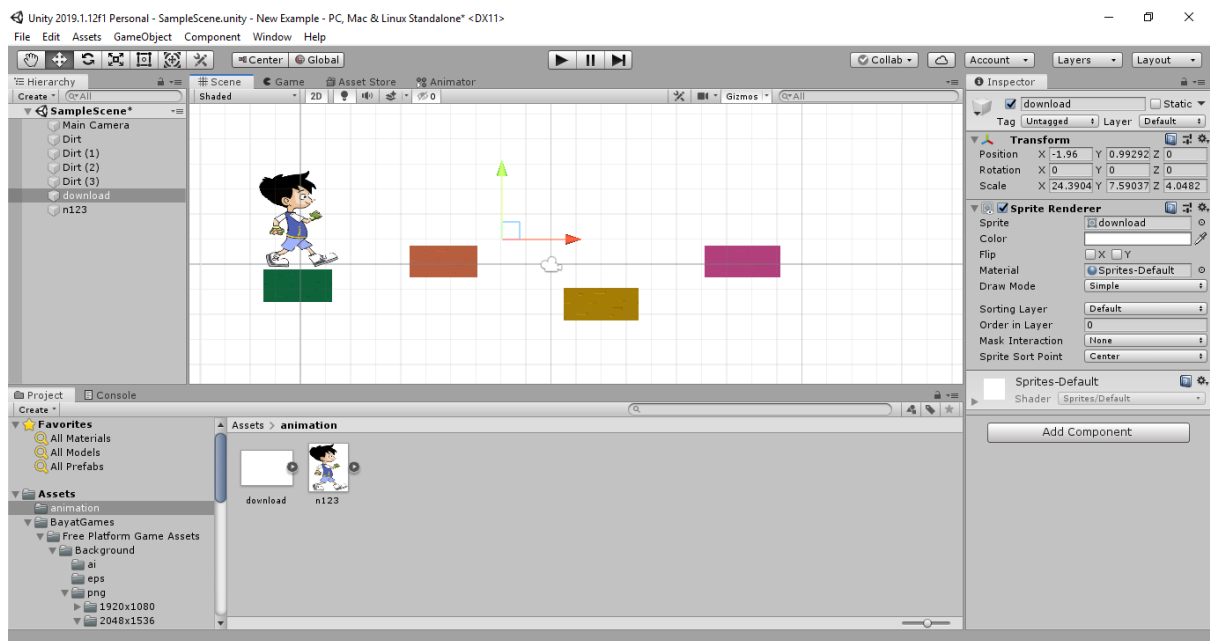 Unity 2019.1.12f1 Personal - SampleScene.unity - New Example - PC, Mac & Linux Standalone* <DX11>
File Edit Assets GameObject Component Window Help
Center Global Collab Account Layers Layout
Hierarchy
Create All
SampleScene*
Main Camera
Dirt
Dirt (1)
Dirt (2)
Dirt (3)
download
n123
Scene Game Asset Store Animator
Shaded 2D 0 Gizmos All
Inspector
download Static
Tag Untagged Layer Default
Transform
Position X -1.96 Y 0.99292 Z 0
Rotation X 0 Y 0 Z 0
Scale X 24.3904 Y 7.59037 Z 4.0482
Sprite Renderer
Sprite download
Color
Flip X Y
Material Sprites-Default
Draw Mode Simple
Sorting Layer Default
Order in Layer 0
Mask Interaction None
Sprite Sort Point Center
Sprites-Default
Shader Sprites/Default
Add Component
Project Console
Create
Favorites
All Materials
All Models
All Prefabs
Assets
animation
BayatGames
Free Platform Game Assets
Background
ai
eps
png
1920x1080
2048x1536
Assets > animation
download n123